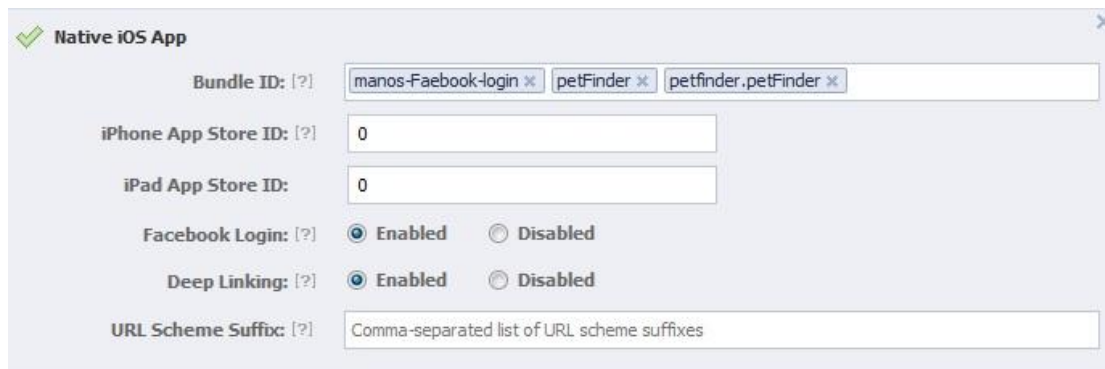 Native iOS App
Bundle ID: [?] manos-Faebook-login × petFinder × petfinder.petFinder ×
iPhone App Store ID: [?] 0
iPad App Store ID: 0
Facebook Login: [?] Enabled Disabled
Deep Linking: [?] Enabled Disabled
URL Scheme Suffix: [?] Comma-separated list of URL scheme suffixes